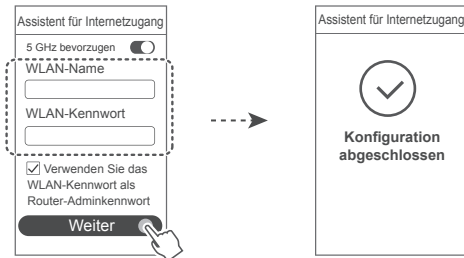 Assistent für Internetzugang
5 GHz bevorzugen
WLAN-Name
WLAN-Kennwort
Verwenden Sie das
WLAN-Kennwort als
Router-Adminkennwort
Weiter
Assistent für Internetzugang
Konfiguration
abgeschlossen